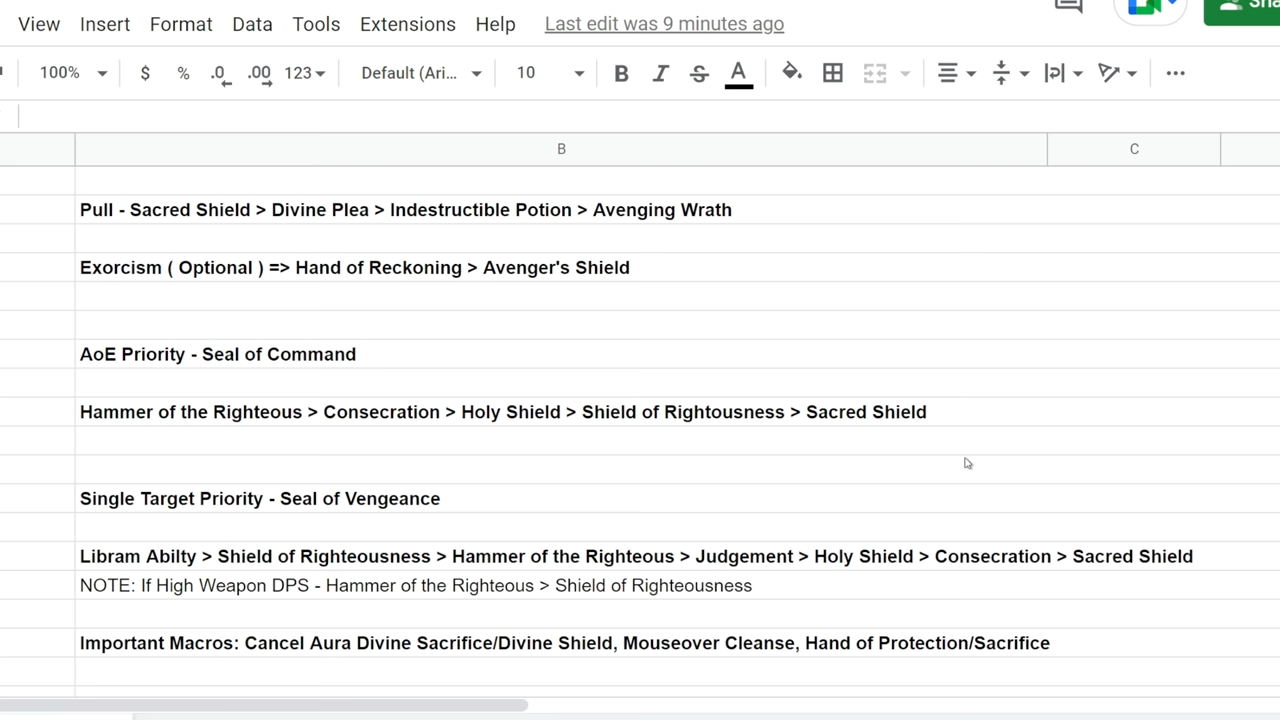 View Insert Format Data Tools Extensions Help Last edit was 9 minutes ago
100% $ % .0 .00 123 Default (Ari... 10 B I S A
B C
Pull - Sacred Shield > Divine Plea > Indestructible Potion > Avenging Wrath
Exorcism ( Optional ) => Hand of Reckoning > Avenger's Shield
AoE Priority - Seal of Command
Hammer of the Righteous > Consecration > Holy Shield > Shield of Rightousness > Sacred Shield
Single Target Priority - Seal of Vengeance
Libram Abilty > Shield of Righteousness > Hammer of the Righteous > Judgement > Holy Shield > Consecration > Sacred Shield
NOTE: If High Weapon DPS - Hammer of the Righteous > Shield of Righteousness
Important Macros: Cancel Aura Divine Sacrifice/Divine Shield, Mouseover Cleanse, Hand of Protection/Sacrifice